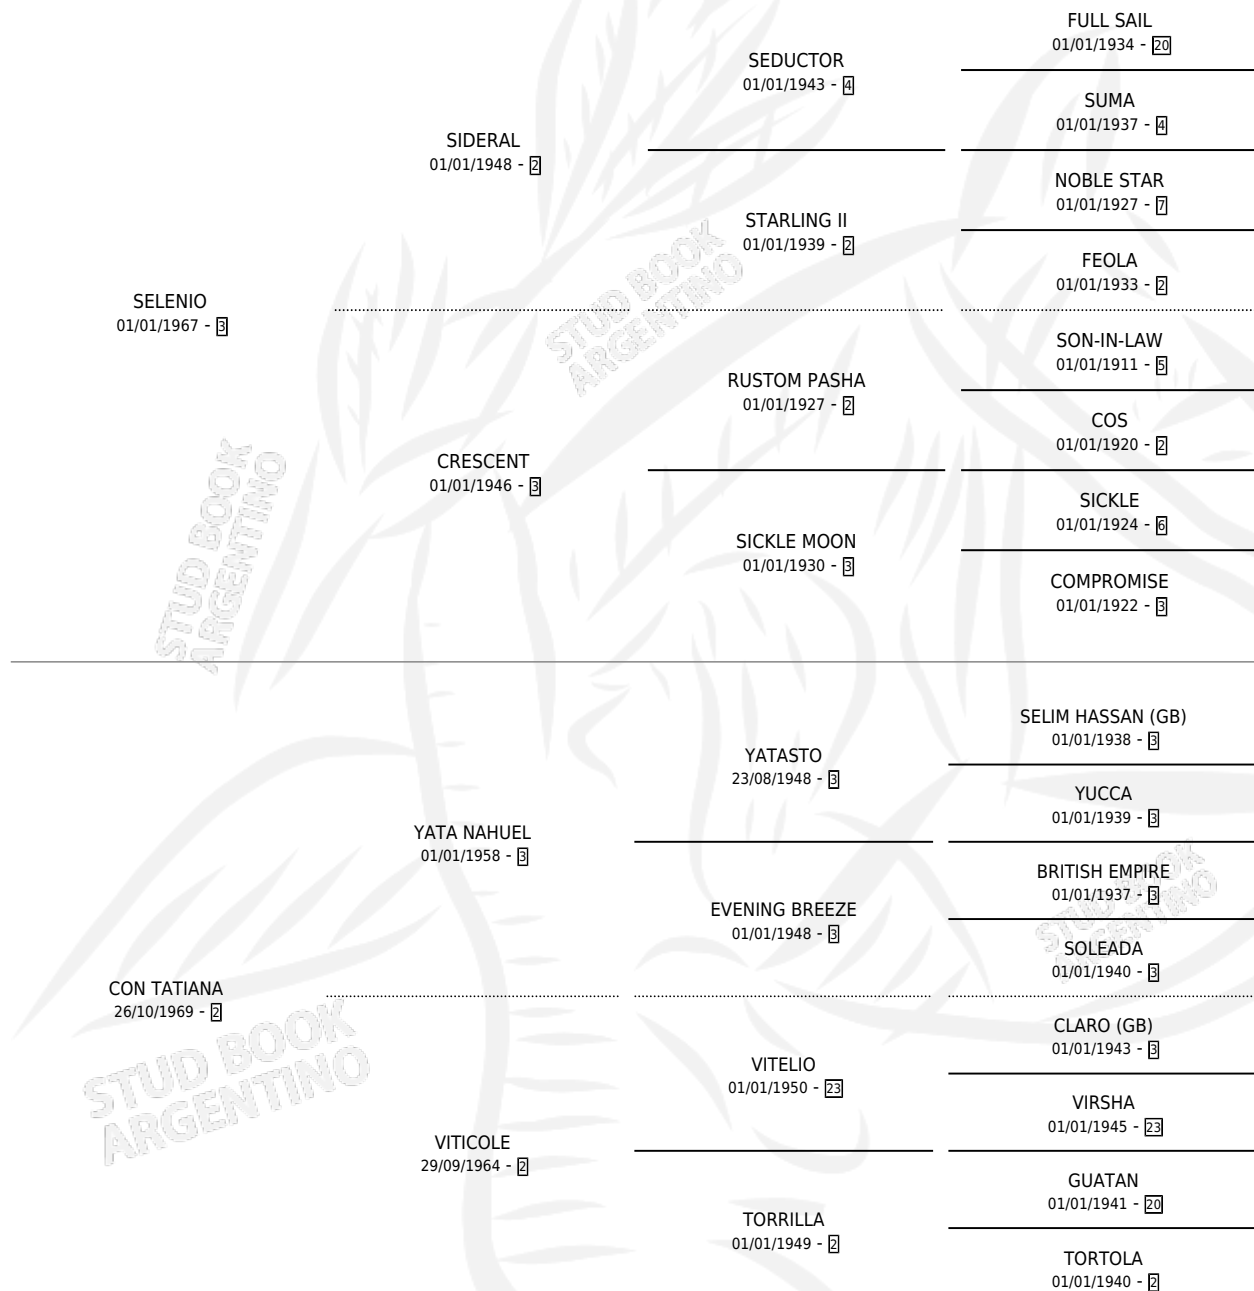 FULL SAIL
01/01/1934 - 20
SEDUCTOR
01/01/1943 - 4
SUMA
01/01/1937 - 4
SIDERAL
01/01/1948 - 2
NOBLE STAR
01/01/1927 - 7
STARLING II
01/01/1939 - 2
FEOLA
01/01/1933 - 2
SELENIO
01/01/1967 - 3
SON-IN-LAW
01/01/1911 - 5
RUSTOM PASHA
01/01/1927 - 2
COS
01/01/1920 - 2
CRESCENT
01/01/1946 - 3
SICKLE
01/01/1924 - 6
SICKLE MOON
01/01/1930 - 3
COMPROMISE
01/01/1922 - 3
STUD BOOK
ARGENTINO
STUD BOOK
ARGENTINO
SELIM HASSAN (GB)
01/01/1938 - 3
YATASTO
23/08/1948 - 3
YUCCA
01/01/1939 - 3
YATA NAHUEL
01/01/1958 - 3
BRITISH EMPIRE
01/01/1937 - 3
EVENING BREEZE
01/01/1948 - 3
SOLEADA
01/01/1940 - 3
CON TATIANA
26/10/1969 - 2
CLARO (GB)
01/01/1943 - 3
VITELIO
01/01/1950 - 23
VIRSHA
01/01/1945 - 23
VITICOLE
29/09/1964 - 2
GUATAN
01/01/1941 - 20
TORRILLA
01/01/1949 - 2
TORTOLA
01/01/1940 - 2
STUD BOOK
ARGENTINO
STUD BOOK
ARGENTINO